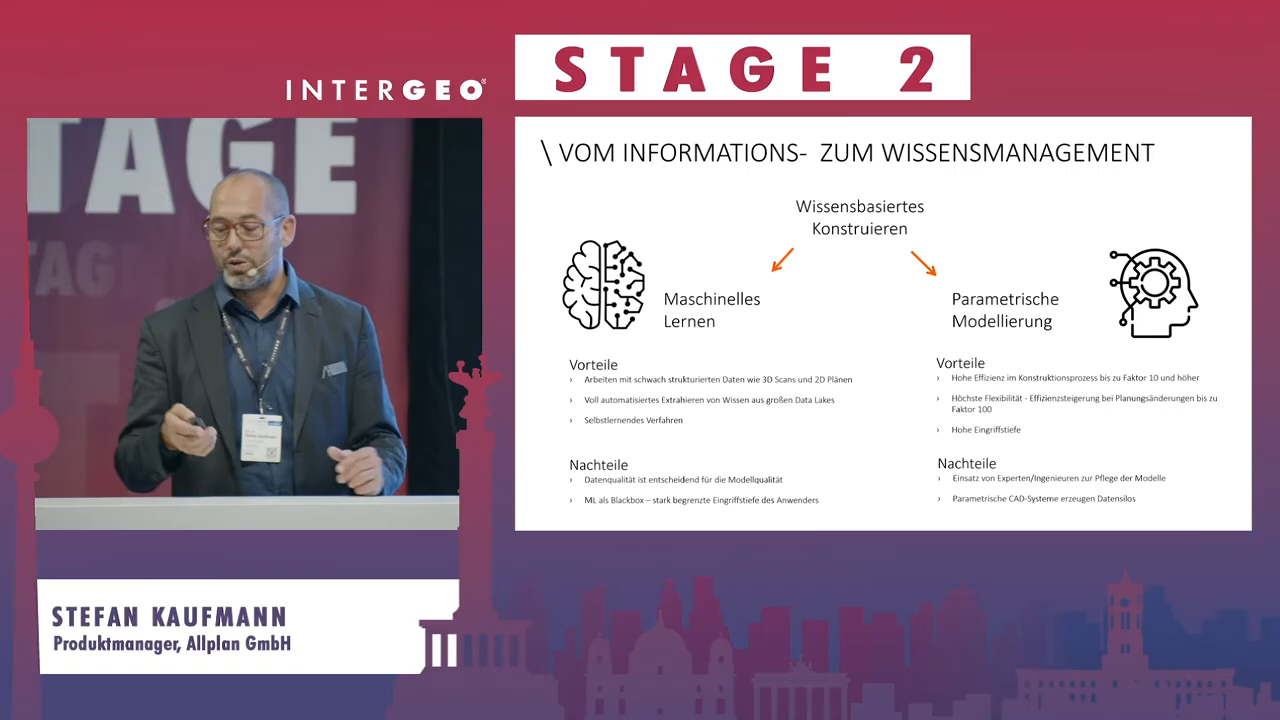 STAGE 2
INTERGEO®
TAGE
TAG
\ VOM INFORMATIONS- ZUM WISSENSMANAGEMENT
Wissensbasiertes
Konstruieren
Maschinelles
Lernen
Parametrische
Modellierung
Vorteile
› Arbeiten mit schwach strukturierten Daten wie 3D Scans und 2D Plänen
› Voll automatisiertes Extrahieren von Wissen aus großen Data Lakes
› Selbstlernendes Verfahren
Nachteile
› Datenqualität ist entscheidend für die Modellqualität
› ML als Blackbox – stark begrenzte Eingriffstiefe des Anwenders
Vorteile
› Hohe Effizienz im Konstruktionsprozess bis zu Faktor 10 und höher
› Höchste Flexibilität - Effizienzsteigerung bei Planungsänderungen bis zu
Faktor 100
› Hohe Eingriffstiefe
Nachteile
› Einsatz von Experten/Ingenieuren zur Pflege der Modelle
› Parametrische CAD-Systeme erzeugen Datensilos
STEFAN KAUFMANN
Produktmanager, Allplan GmbH